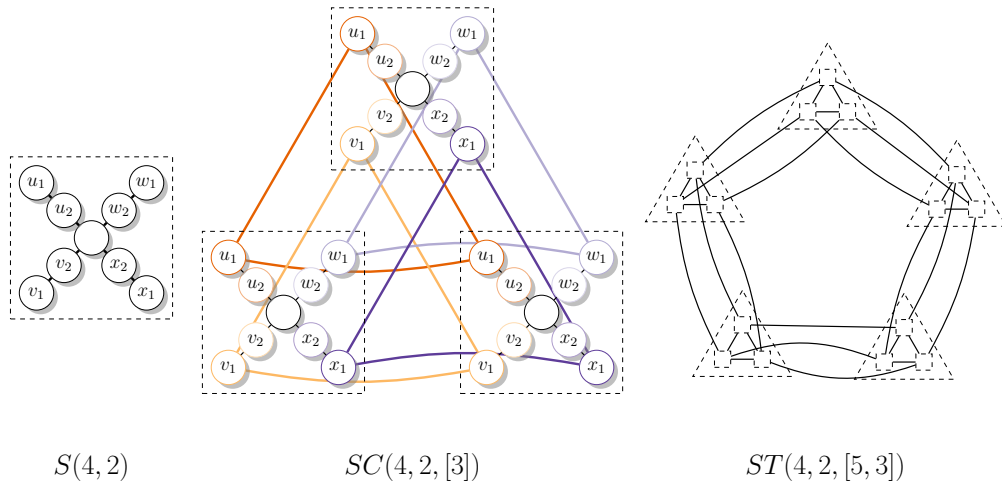 u₁ w₁
u₂ w₂
v₂ x₂
v₁ x₁
u₁ w₁
u₂ w₂
v₂ x₂
v₁ x₁
u₁ w₁
u₂ w₂
v₂ x₂
v₁ x₁
u₁ w₁
u₂ w₂
v₂ x₂
v₁ x₁
S(4, 2)
SC(4, 2, [3])
ST(4, 2, [5, 3])